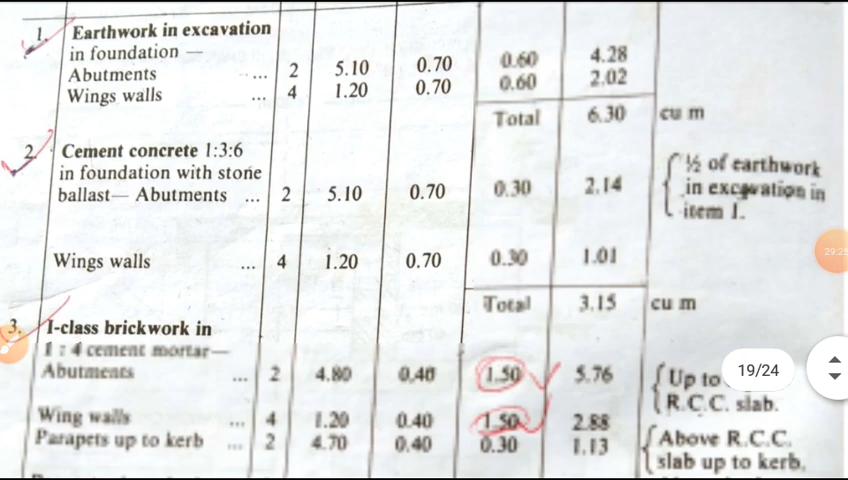 1. Earthwork in excavation
in foundation —
Abutments ... 2 5.10 0.70 0.60 4.28
Wings walls ... 4 1.20 0.70 0.60 2.02
Total 6.30 cu m
2. Cement concrete 1:3:6
in foundation with stone
ballast— Abutments ... 2 5.10 0.70 0.30 2.14
½ of earthwork
in excavation in
item 1.
Wings walls ... 4 1.20 0.70 0.30 1.01
Total 3.15 cu m
3. I-class brickwork in
1 : 4 cement mortar—
Abutments ... 2 4.80 0.40 1.50 5.76
Up to
R.C.C. slab.
Wing walls ... 4 1.20 0.40 1.50 2.88
Parapets up to kerb ... 2 4.70 0.40 0.30 1.13
Above R.C.C.
slab up to kerb.
19/24